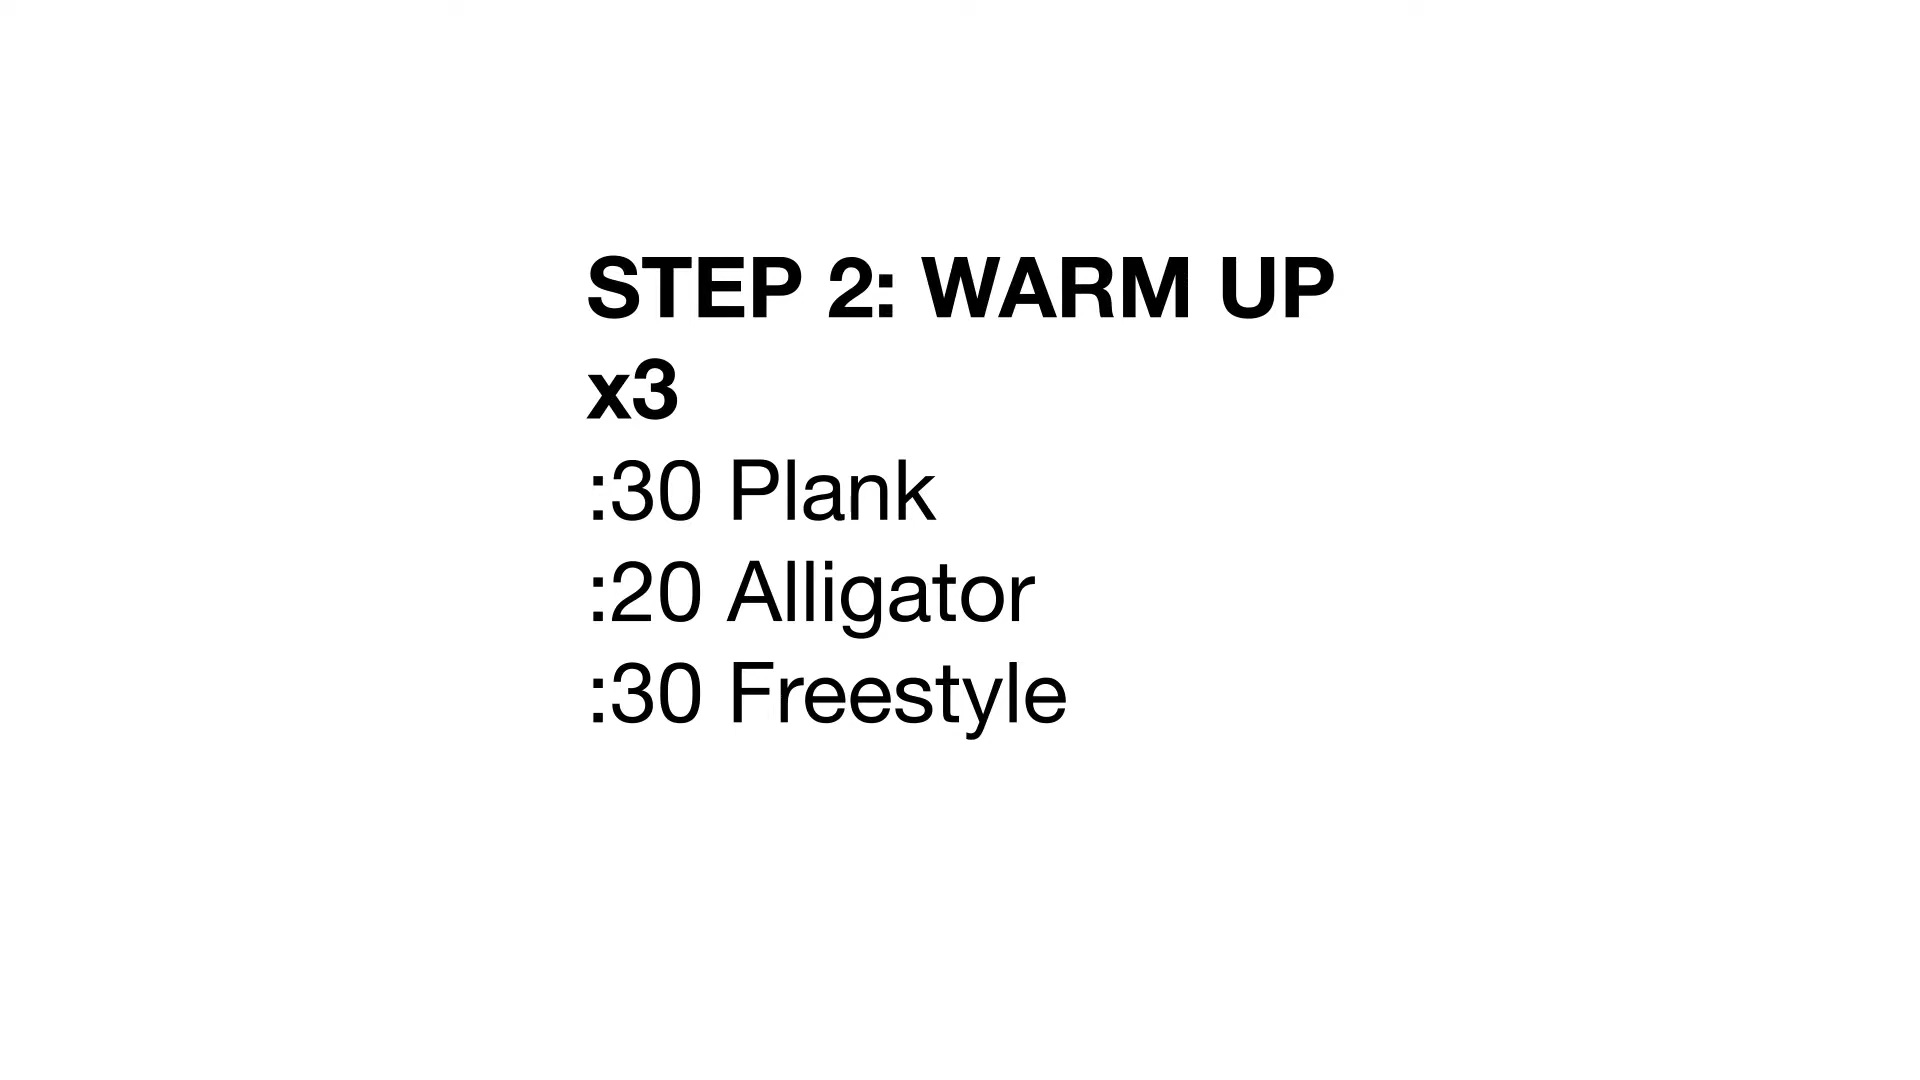 STEP 2: WARM UP
x3
:30 Plank
:20 Alligator
:30 Freestyle